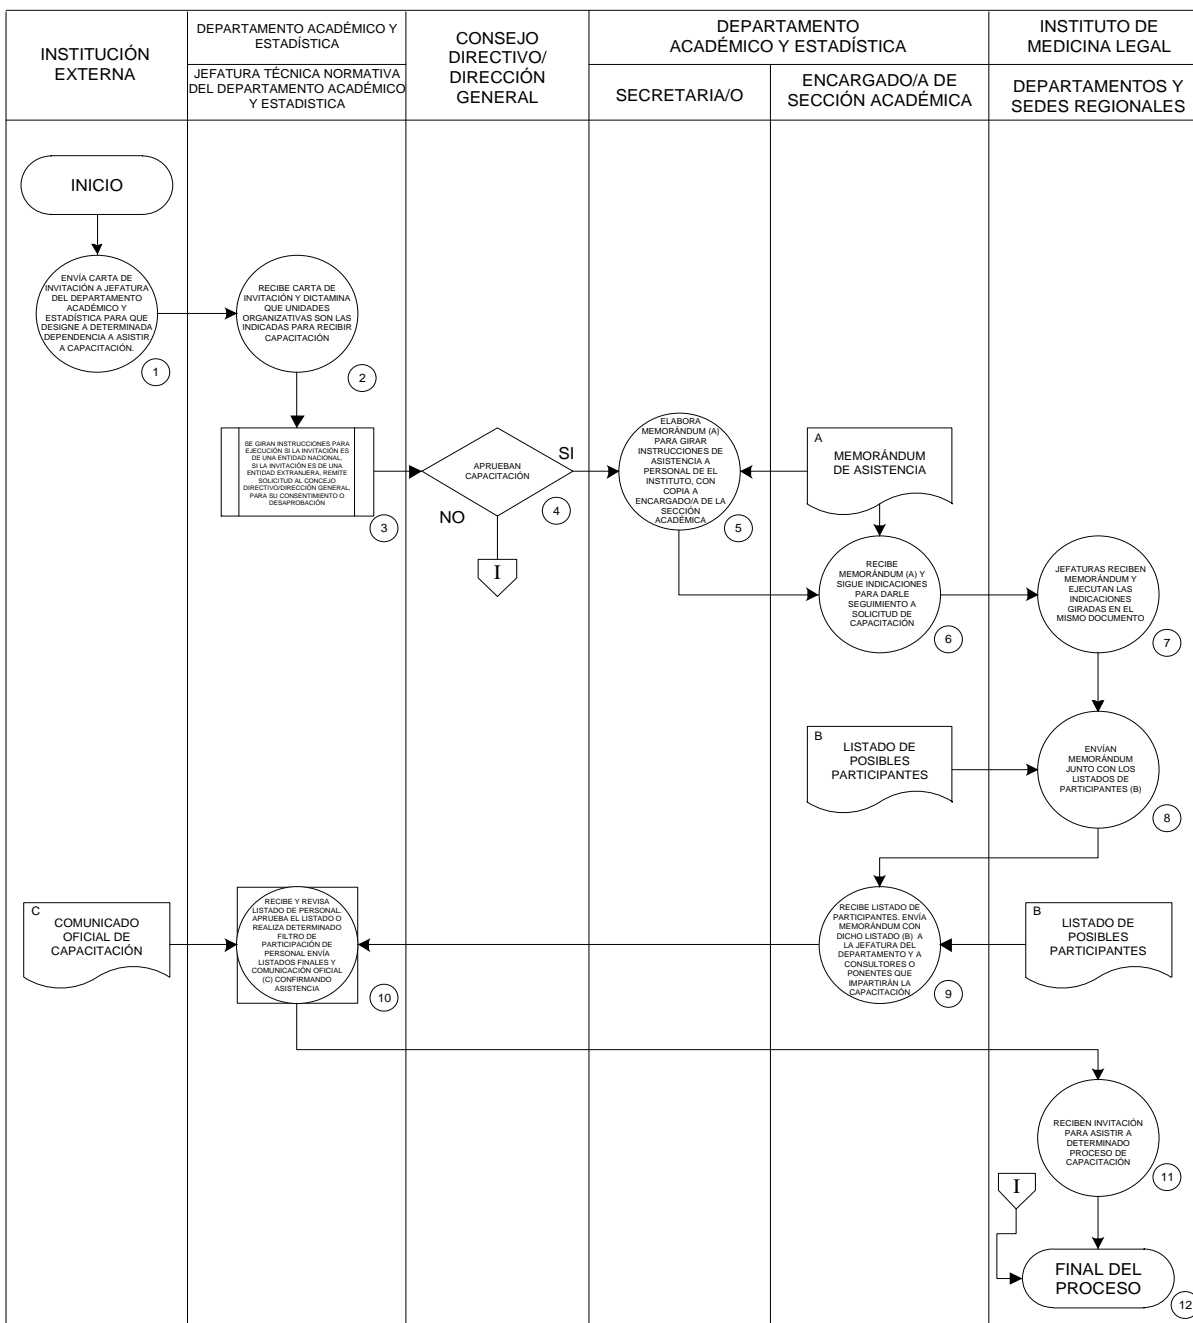 INSTITUCIÓN
EXTERNA
DEPARTAMENTO ACADÉMICO Y
ESTADÍSTICA
JEFATURA TÉCNICA NORMATIVA
DEL DEPARTAMENTO ACADÉMICO
Y ESTADISTICA
CONSEJO
DIRECTIVO/
DIRECCIÓN
GENERAL
DEPARTAMENTO
ACADÉMICO Y ESTADÍSTICA
SECRETARIA/O
ENCARGADO/A DE
SECCIÓN ACADÉMICA
INSTITUTO DE
MEDICINA LEGAL
DEPARTAMENTOS Y
SEDES REGIONALES
INICIO
ENVÍA CARTA DE
INVITACIÓN A JEFATURA
DEL DEPARTAMENTO
ACADÉMICO Y
ESTADÍSTICA PARA QUE
DESIGNE A DETERMINADA
DEPENDENCIA A ASISTIR
A CAPACITACIÓN.
1
RECIBE CARTA DE
INVITACIÓN Y DICTAMINA
QUE UNIDADES
ORGANIZATIVAS SON LAS
INDICADAS PARA RECIBIR
CAPACITACIÓN
2
SE GIRAN INSTRUCCIONES PARA
EJECUCIÓN SI LA INVITACIÓN ES
DE UNA ENTIDAD NACIONAL,
SI LA INVITACIÓN ES DE UNA
ENTIDAD EXTRANJERA, REMITE
SOLICITUD AL CONCEJO
DIRECTIVO/DIRECCIÓN GENERAL,
PARA SU CONSENTIMIENTO O
DESAPROBACIÓN
3
APRUEBAN
CAPACITACIÓN
SI
NO
4
I
ELABORA
MEMORÁNDUM (A)
PARA GIRAR
INSTRUCCIONES DE
ASISTENCIA A
PERSONAL DE EL
INSTITUTO, CON
COPIA A
ENCARGADO/A DE LA
SECCIÓN
ACADÉMICA
5
A
MEMORÁNDUM
DE ASISTENCIA
RECIBE
MEMORÁNDUM (A) Y
SIGUE INDICACIONES
PARA DARLE
SEGUIMIENTO A
SOLICITUD DE
CAPACITACIÓN
6
JEFATURAS RECIBEN
MEMORÁNDUM Y
EJECUTAN LAS
INDICACIONES
GIRADAS EN EL
MISMO DOCUMENTO
7
B
LISTADO DE
POSIBLES
PARTICIPANTES
ENVÍAN
MEMORÁNDUM
JUNTO CON LOS
LISTADOS DE
PARTICIPANTES (B)
8
C
COMUNICADO
OFICIAL DE
CAPACITACIÓN
RECIBE Y REVISA
LISTADO DE PERSONAL.
APRUEBA EL LISTADO O
REALIZA DETERMINADO
FILTRO DE
PARTICIPACIÓN DE
PERSONAL ENVÍA
LISTADOS FINALES Y
COMUNICACIÓN OFICIAL
(C) CONFIRMANDO
ASISTENCIA
10
RECIBE LISTADO DE
PARTICIPANTES. ENVÍA
MEMORÁNDUM CON
DICHO LISTADO (B) A
LA JEFATURA DEL
DEPARTAMENTO Y A
CONSULTORES O
PONENTES QUE
IMPARTIRÁN LA
CAPACITACIÓN
9
B
LISTADO DE
POSIBLES
PARTICIPANTES
RECIBEN INVITACIÓN
PARA ASISTIR A
DETERMINADO
PROCESO DE
CAPACITACIÓN
11
I
FINAL DEL
PROCESO
12